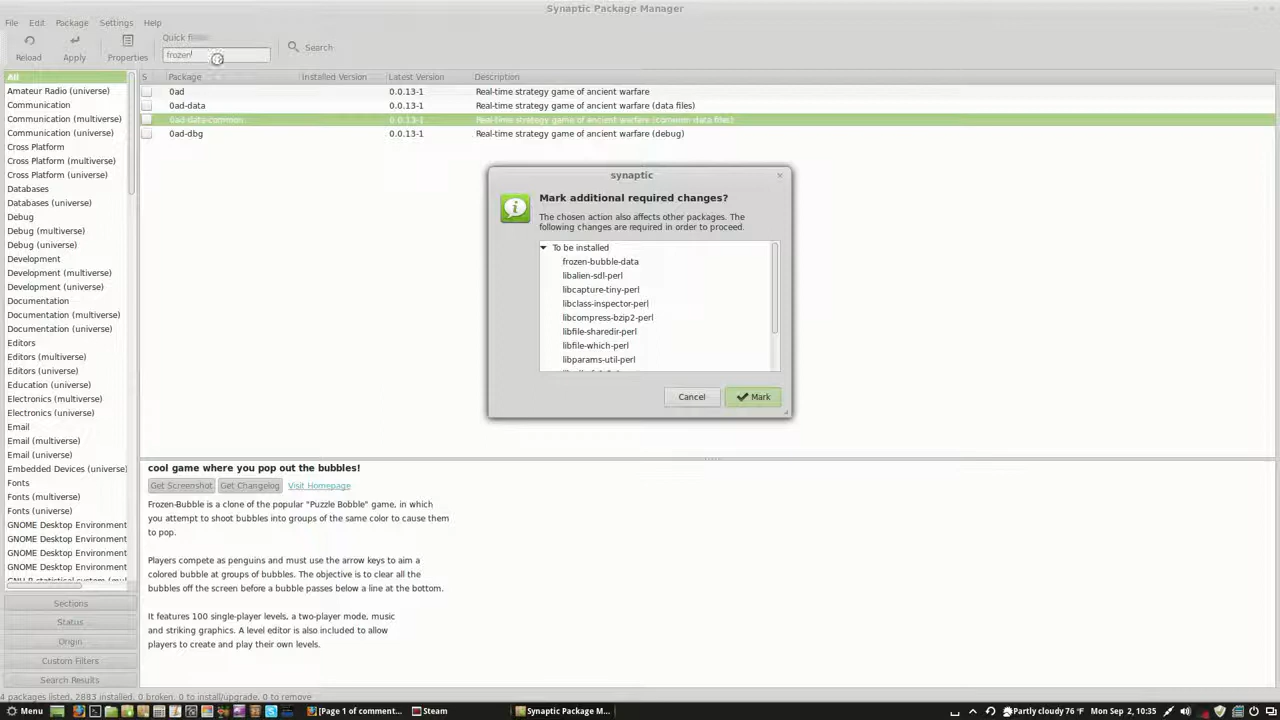 Synaptic Package Manager
File Edit Package Settings Help
Reload Apply Properties Quick filter frozen Search
All
Amateur Radio (universe)
Communication
Communication (multiverse)
Communication (universe)
Cross Platform
Cross Platform (multiverse)
Cross Platform (universe)
Databases
Databases (universe)
Debug
Debug (multiverse)
Debug (universe)
Development
Development (multiverse)
Development (universe)
Documentation
Documentation (multiverse)
Documentation (universe)
Editors
Editors (multiverse)
Editors (universe)
Education (universe)
Electronics (multiverse)
Electronics (universe)
Email
Email (multiverse)
Email (universe)
Embedded Devices (universe)
Fonts
Fonts (multiverse)
Fonts (universe)
GNOME Desktop Environment
GNOME Desktop Environment
GNOME Desktop Environment
GNOME Desktop Environment
Sections
Status
Origin
Custom Filters
Search Results
S Package Installed Version Latest Version Description
0ad 0.0.13-1 Real-time strategy game of ancient warfare
0ad-data 0.0.13-1 Real-time strategy game of ancient warfare (data files)
0ad-data-common 0.0.13-1 Real-time strategy game of ancient warfare (common data files)
0ad-dbg 0.0.13-1 Real-time strategy game of ancient warfare (debug)
synaptic
Mark additional required changes?
The chosen action also affects other packages. The
following changes are required in order to proceed.
To be installed
frozen-bubble-data
libalien-sdl-perl
libcapture-tiny-perl
libclass-inspector-perl
libcompress-bzip2-perl
libfile-sharedir-perl
libfile-which-perl
libparams-util-perl
Cancel Mark
cool game where you pop out the bubbles!
Get Screenshot Get Changelog Visit Homepage
Frozen-Bubble is a clone of the popular "Puzzle Bobble" game, in which
you attempt to shoot bubbles into groups of the same color to cause them
to pop.
Players compete as penguins and must use the arrow keys to aim a
colored bubble at groups of bubbles. The objective is to clear all the
bubbles off the screen before a bubble passes below a line at the bottom.
It features 100 single-player levels, a two-player mode, music
and striking graphics. A level editor is also included to allow
players to create and play their own levels.
4 packages listed, 2883 installed, 0 broken. 0 to install/upgrade, 0 to remove
Menu [Page 1 of comment... Steam Synaptic Package M... Partly cloudy 76 °F Mon Sep 2, 10:35